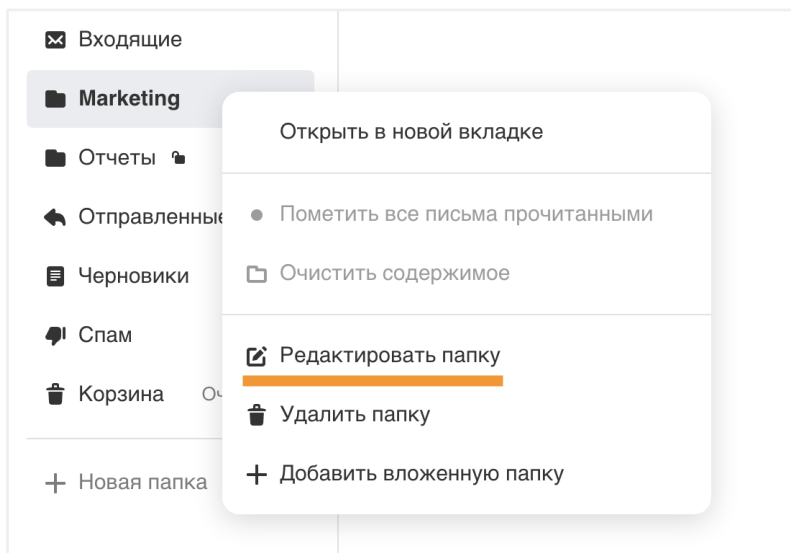 Входящие
Marketing
Отчеты
Отправленные
Черновики
Спам
Корзина
Новая папка
Открыть в новой вкладке
Пометить все письма прочитанными
Очистить содержимое
Редактировать папку
Удалить папку
Добавить вложенную папку